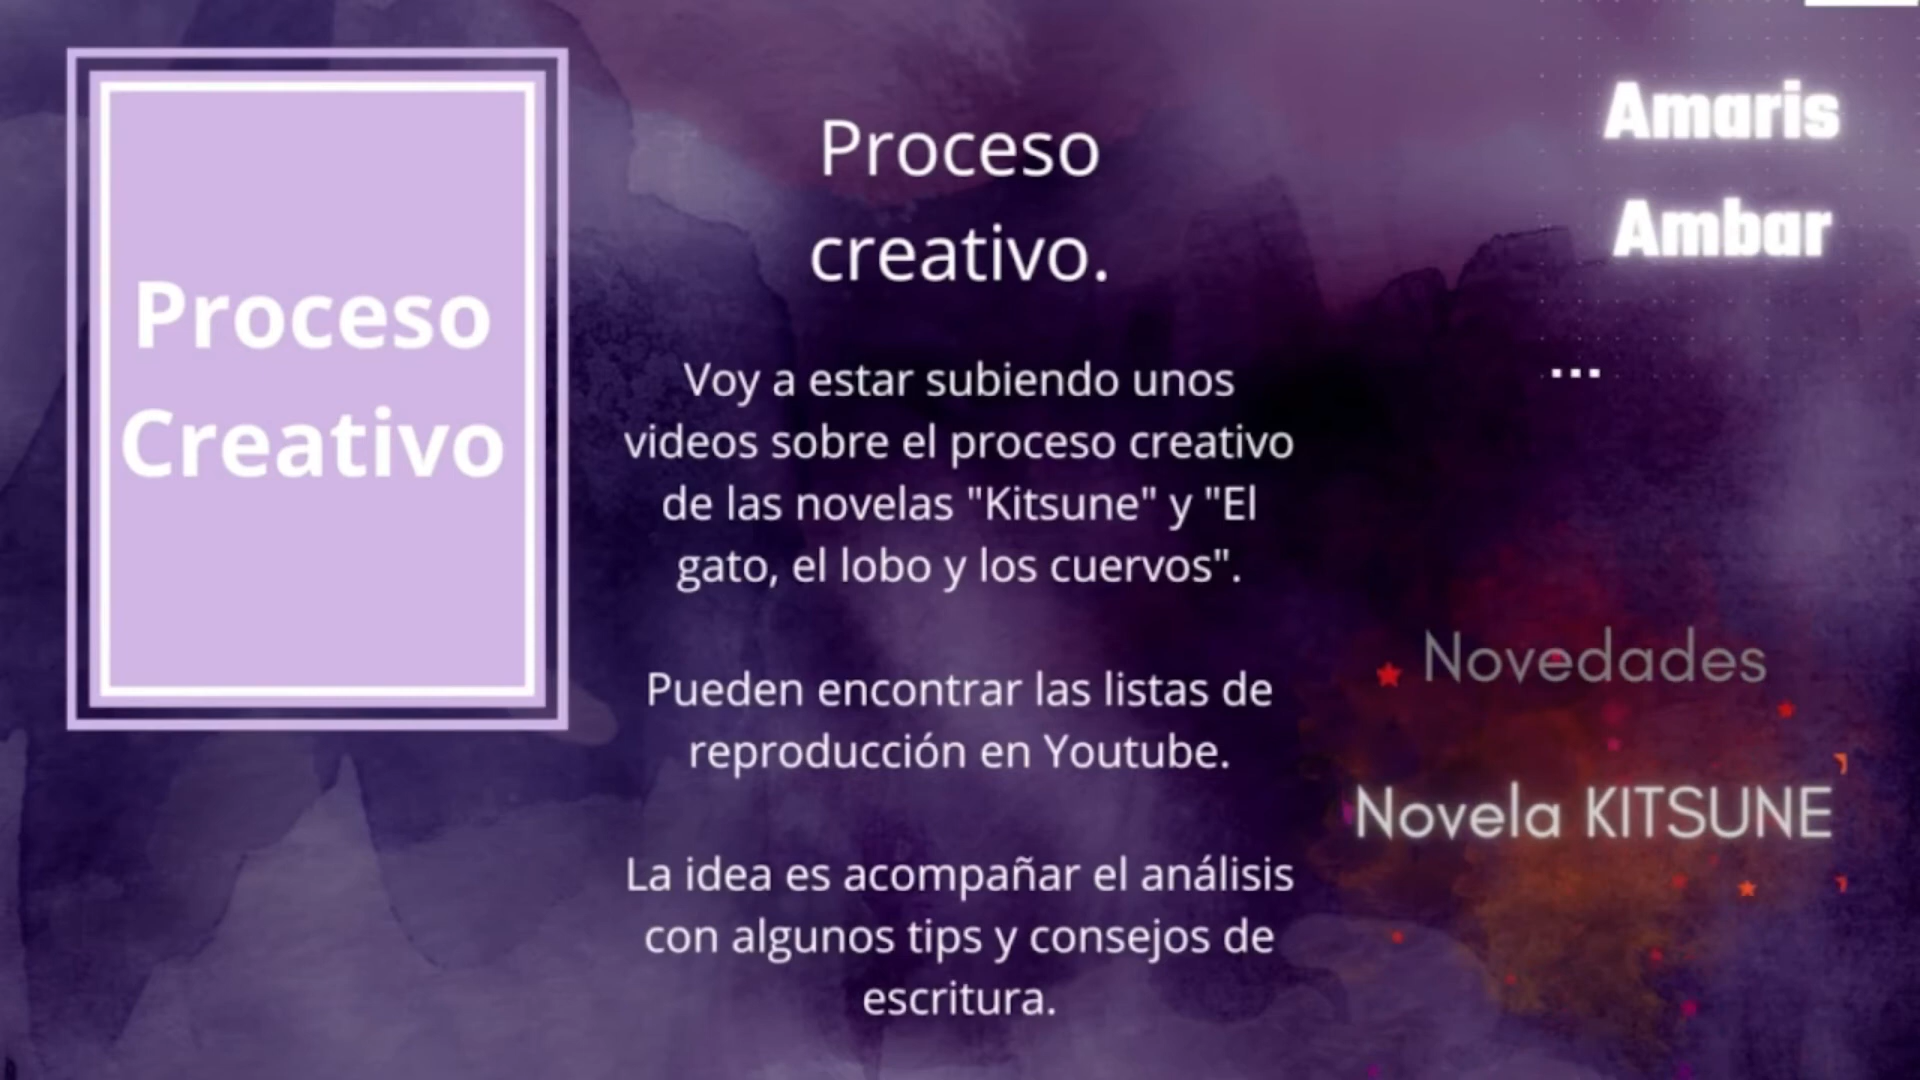 Proceso
Creativo
Proceso
creativo.
Voy a estar subiendo unos
videos sobre el proceso creativo
de las novelas "Kitsune" y "El
gato, el lobo y los cuervos".
Pueden encontrar las listas de
reproducción en Youtube.
La idea es acompañar el análisis
con algunos tips y consejos de
escritura.
Amaris
Ambar
...
Novedades
Novela KITSUNE